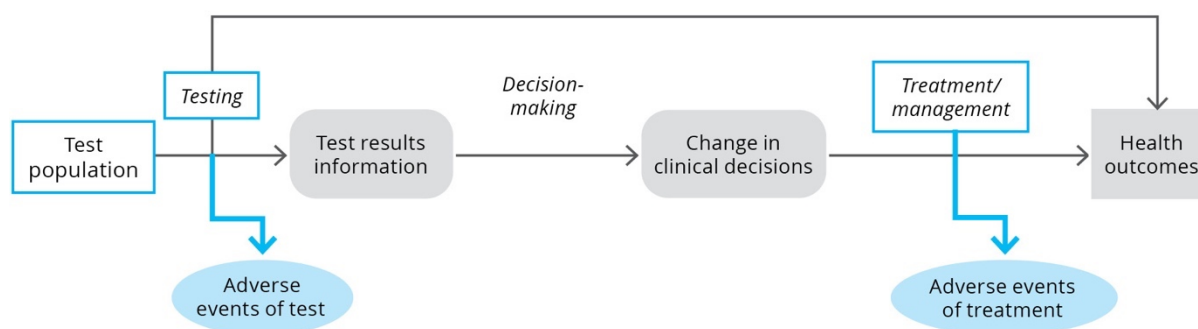 Testing
Decision-
making
Treatment/
management
Test
population
Test results
information
Change in
clinical decisions
Health
outcomes
Adverse
events of test
Adverse events
of treatment